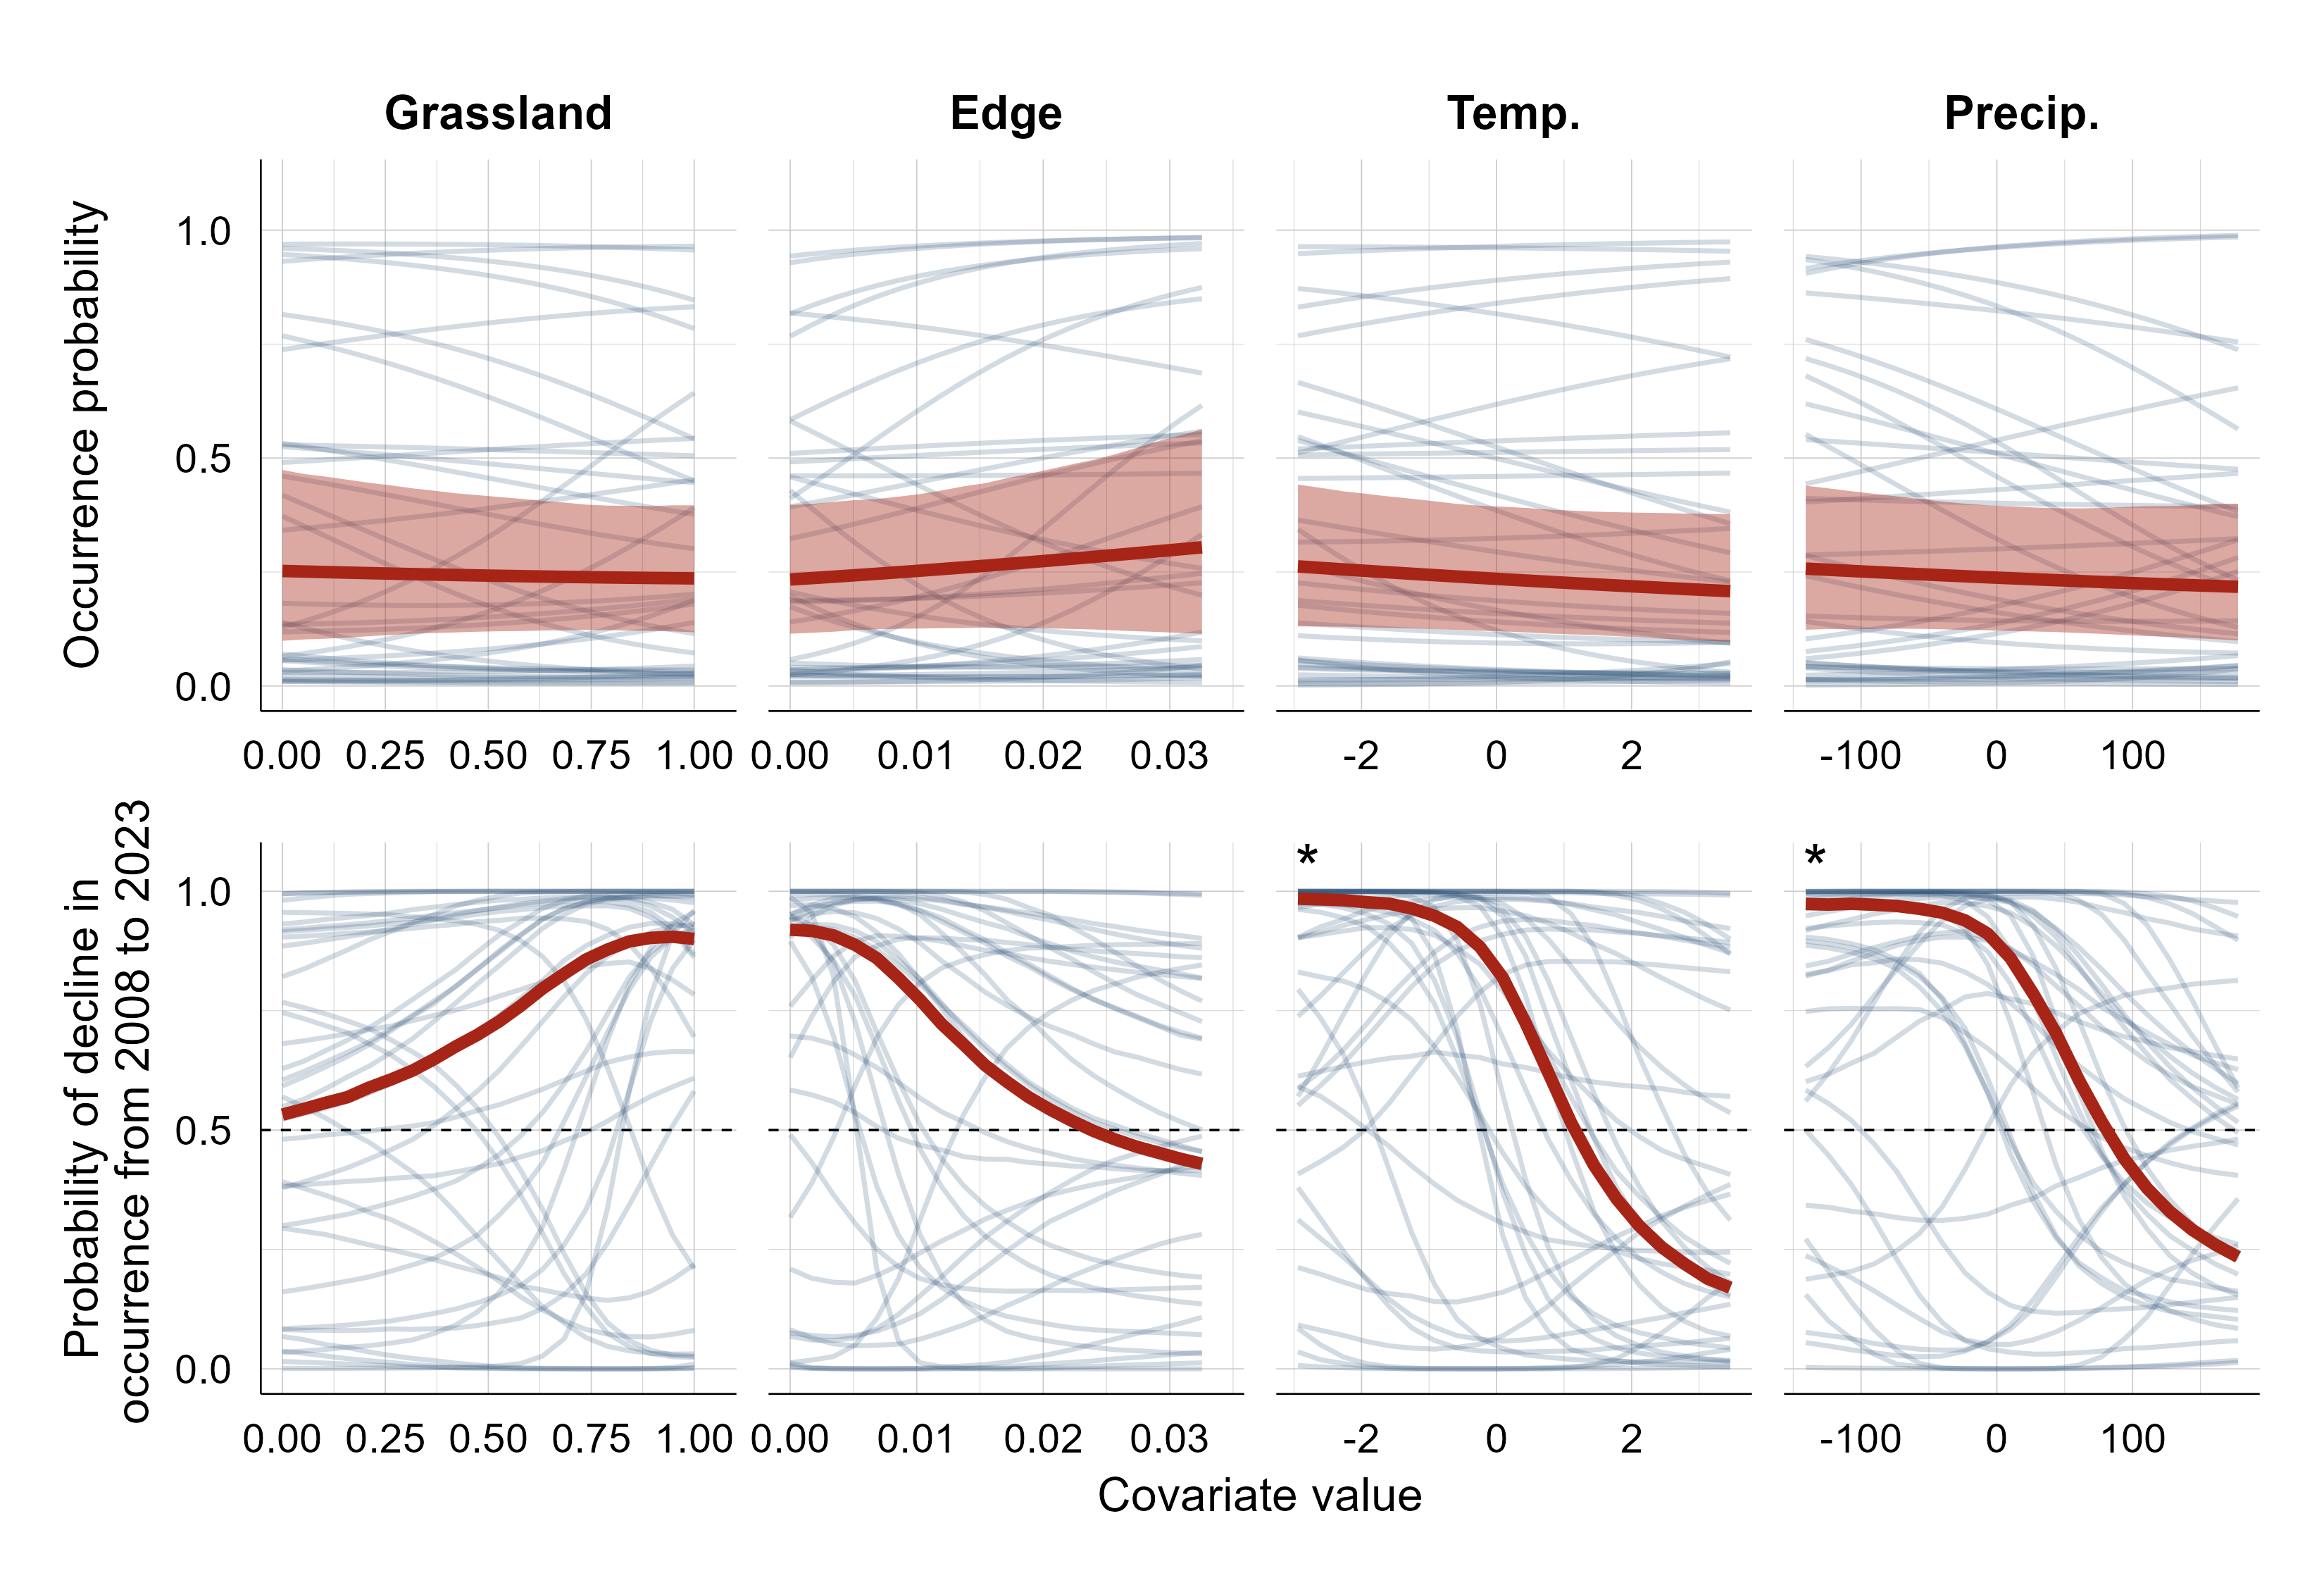 Grassland Edge Temp. Precip.
Occurrence probability
1.0
0.5
0.0
0.00 0.25 0.50 0.75 1.00 0.00 0.01 0.02 0.03 -2 0 2 -100 0 100
Probability of decline in
occurrence from 2008 to 2023
* *
1.0
0.5
0.0
0.00 0.25 0.50 0.75 1.00 0.00 0.01 0.02 0.03 -2 0 2 -100 0 100
Covariate value